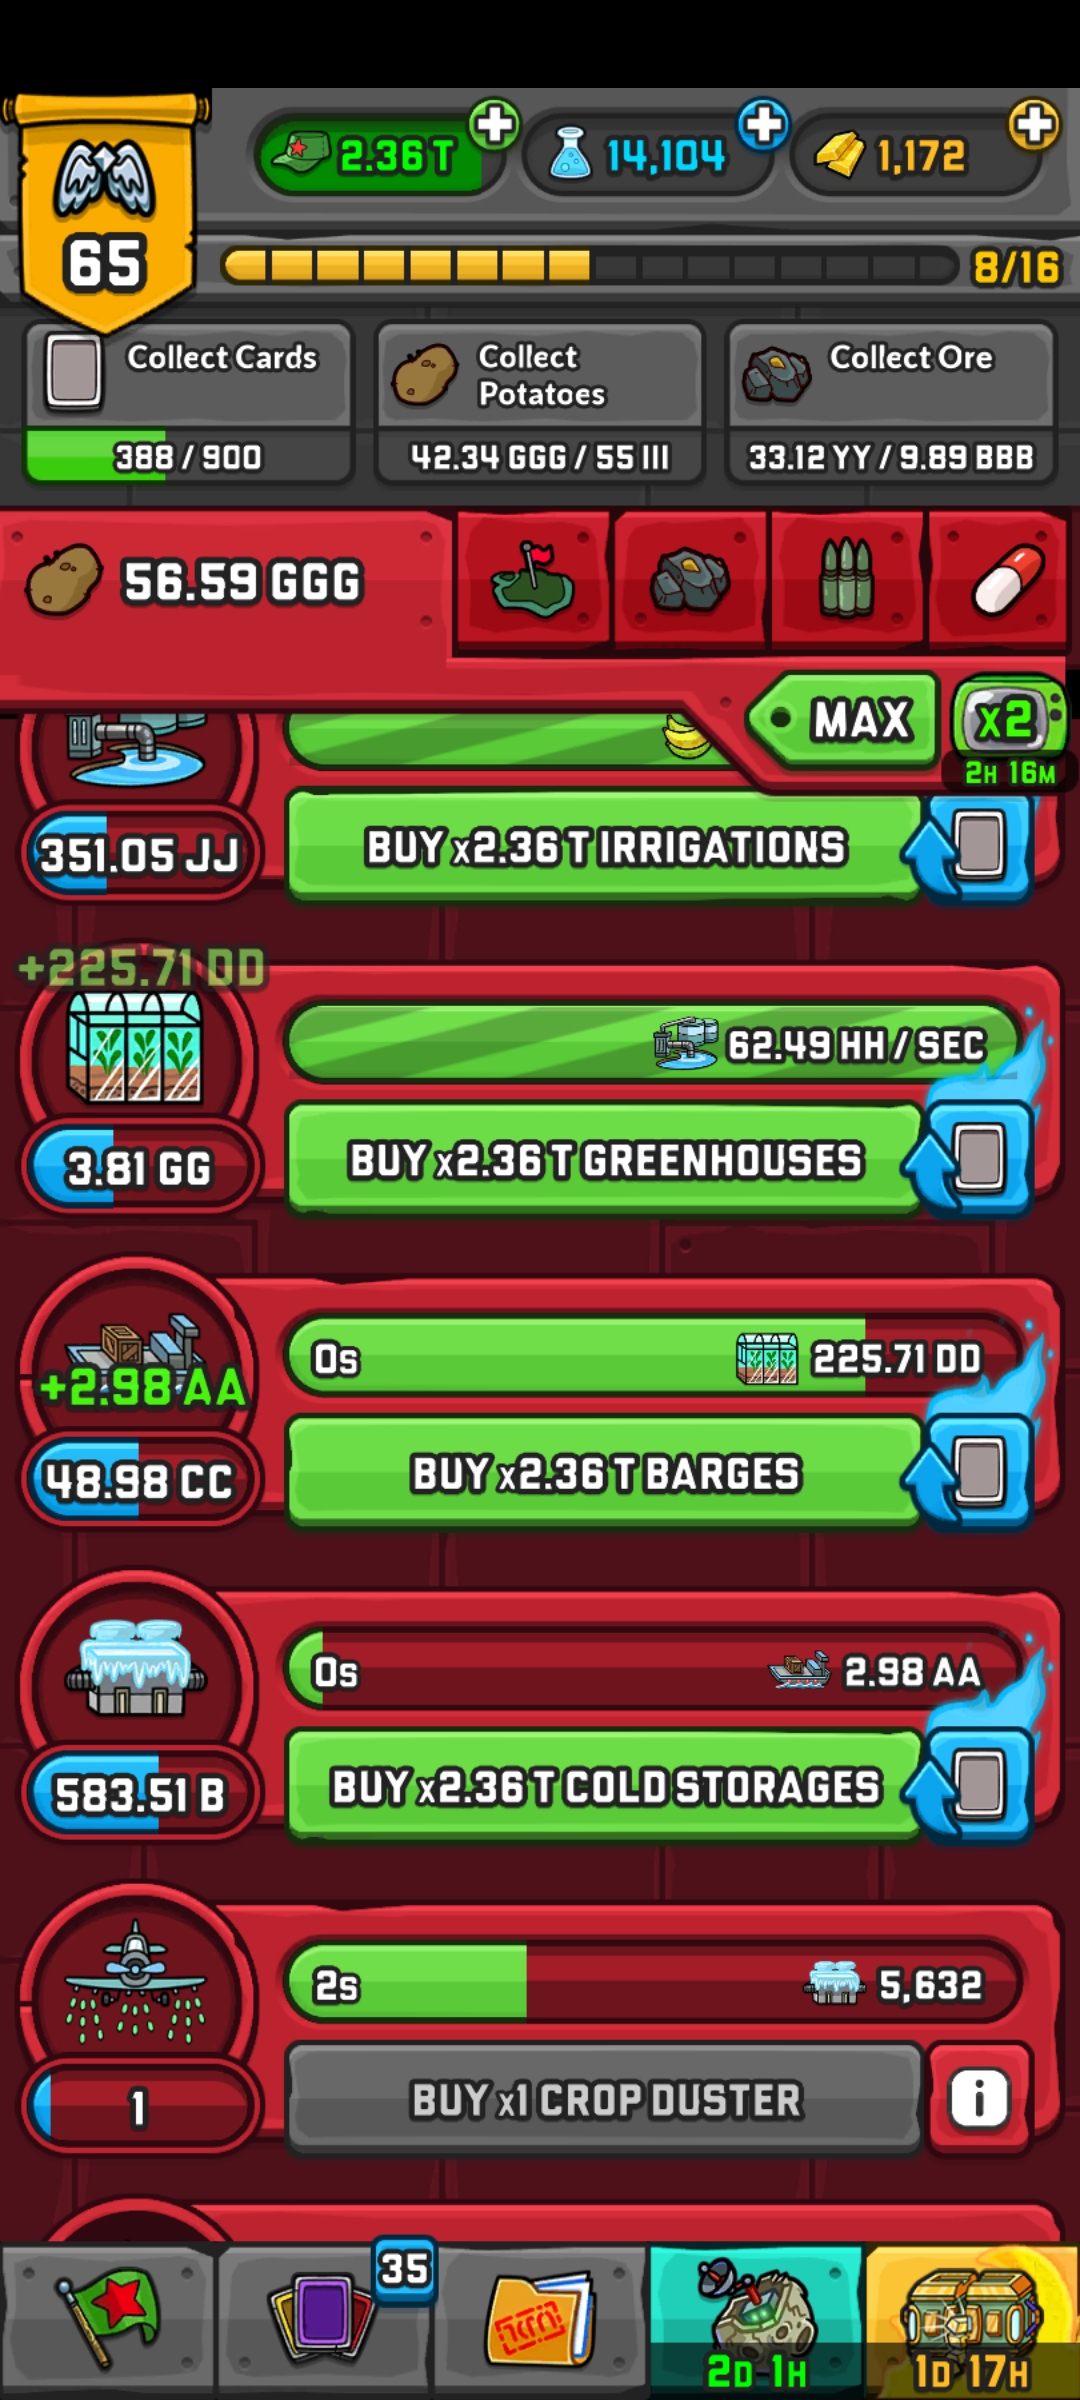 2.36 T
14,104
1,172
65
8/16
Collect Cards
388 / 900
Collect
Potatoes
42.34 GGG / 55 III
Collect Ore
33.12 YY / 9.89 BBB
56.59 GGG
MAX
x2
2H 16M
351.05 JJ
BUY x2.36 T IRRIGATIONS
+225.71 DD
62.49 HH / SEC
3.81 GG
BUY x2.36 T GREENHOUSES
0s
225.71 DD
+2.98 AA
48.98 CC
BUY x2.36 T BARGES
0s
2.98 AA
583.51 B
BUY x2.36 T COLD STORAGES
2s
5,632
1
BUY x1 CROP DUSTER
i
35
2D 1H
1D 17H